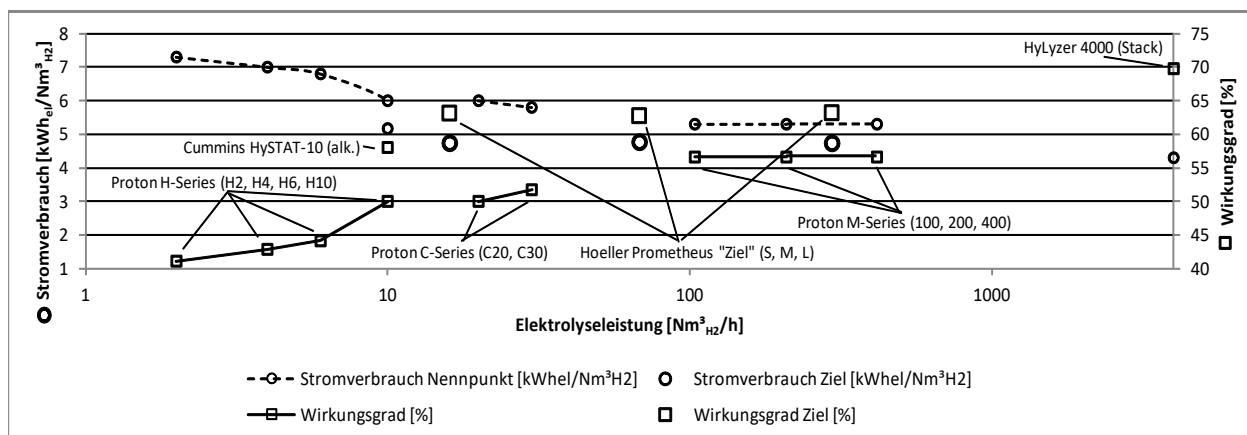 8
7
6
5
4
3
2
1
Stromverbrauch [kWhel/Nm³H2]
75
70
65
60
55
50
45
40
Wirkungsgrad [%]
HyLyzer 4000 (Stack)
Cummins HySTAT-10 (alk.)
Proton H-Series (H2, H4, H6, H10)
Proton M-Series (100, 200, 400)
Proton C-Series (C20, C30)
Hoeller Prometheus "Ziel" (S, M, L)
1
10
100
1000
Elektrolyseleistung [Nm³H2/h]
Stromverbrauch Nennpunkt [kWhel/Nm³H2]
Stromverbrauch Ziel [kWhel/Nm³H2]
Wirkungsgrad [%]
Wirkungsgrad Ziel [%]